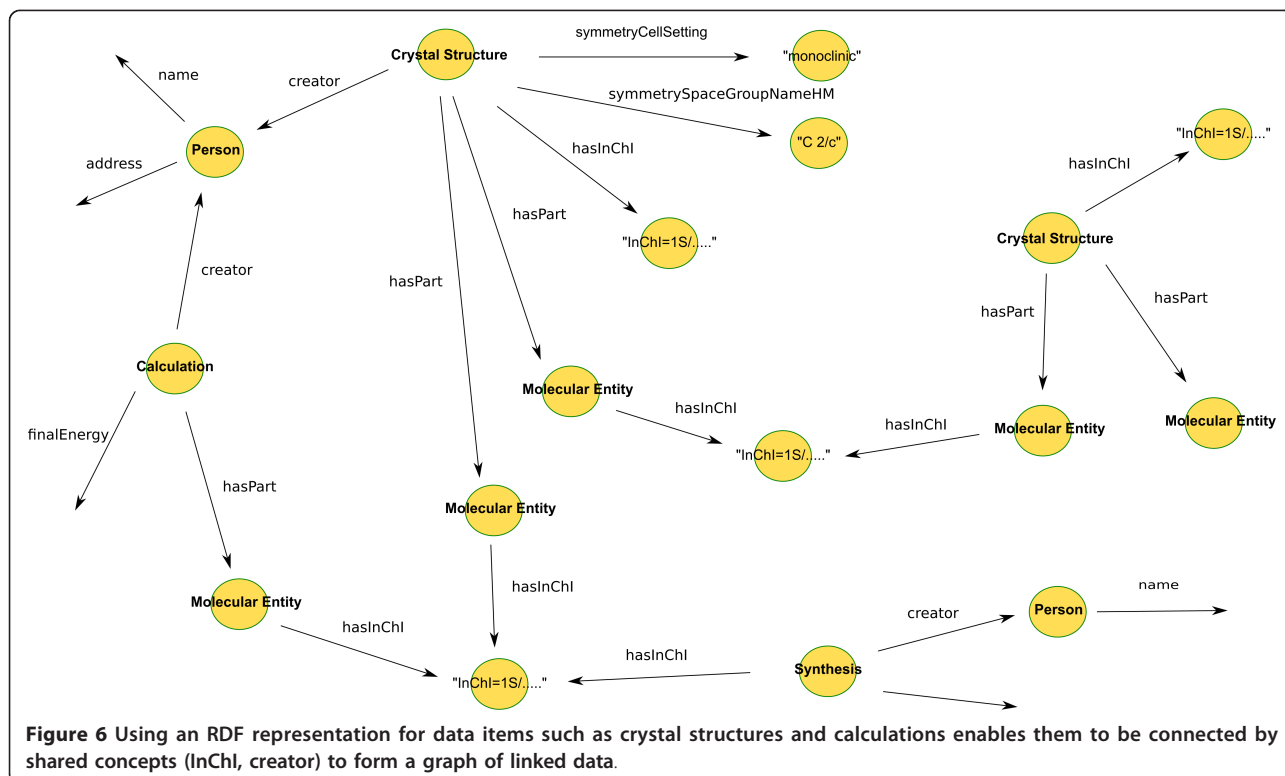 symmetryCellSetting
Crystal Structure
"monoclinic"
name
creator
symmetrySpaceGroupNameHM
"C 2/c"
"InChI=1S/....."
Person
address
hasInChI
hasInChI
hasPart
Crystal Structure
"InChI=1S/....."
creator
hasPart
hasPart
hasPart
Calculation
Molecular Entity
hasInChI
hasInChI
Molecular Entity
Molecular Entity
finalEnergy
"InChI=1S/....."
hasPart
Molecular Entity
hasInChI
Molecular Entity
hasInChI
creator
Person
name
hasInChI
Synthesis
"InChI=1S/....."
Figure 6 Using an RDF representation for data items such as crystal structures and calculations enables them to be connected by
shared concepts (InChI, creator) to form a graph of linked data.